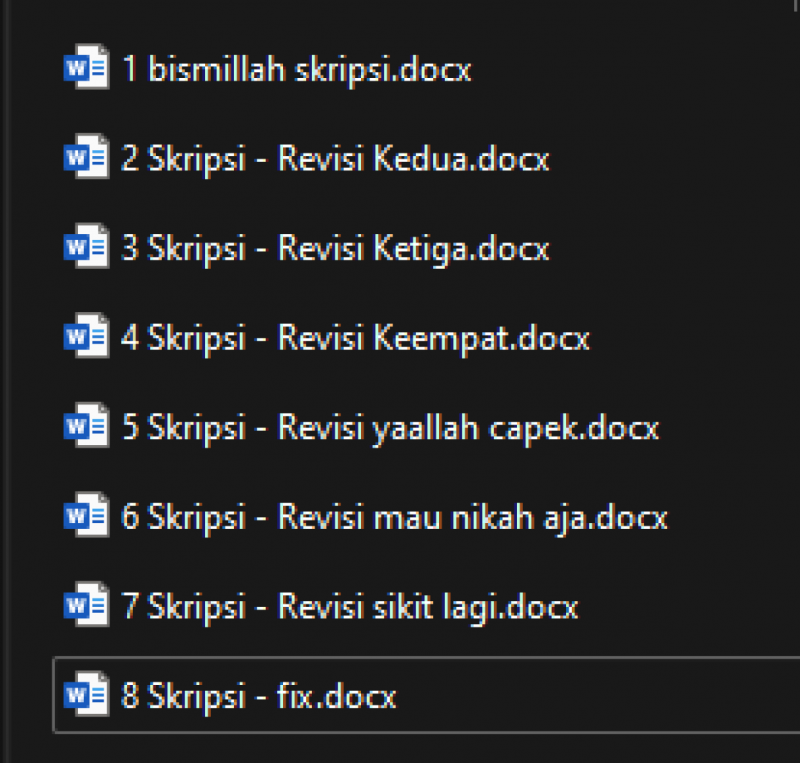 1 bismillah skripsi.docx
2 Skripsi - Revisi Kedua.docx
3 Skripsi - Revisi Ketiga.docx
4 Skripsi - Revisi Keempat.docx
5 Skripsi - Revisi yaallah capek.docx
6 Skripsi - Revisi mau nikah aja.docx
7 Skripsi - Revisi sikit lagi.docx
8 Skripsi - fix.docx